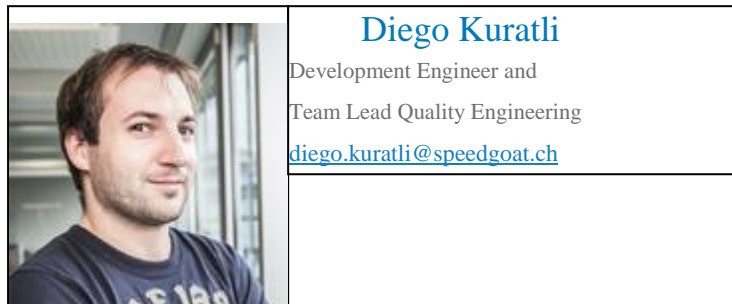 Diego Kuratli
Development Engineer and
Team Lead Quality Engineering
diego.kuratli@speedgoat.ch